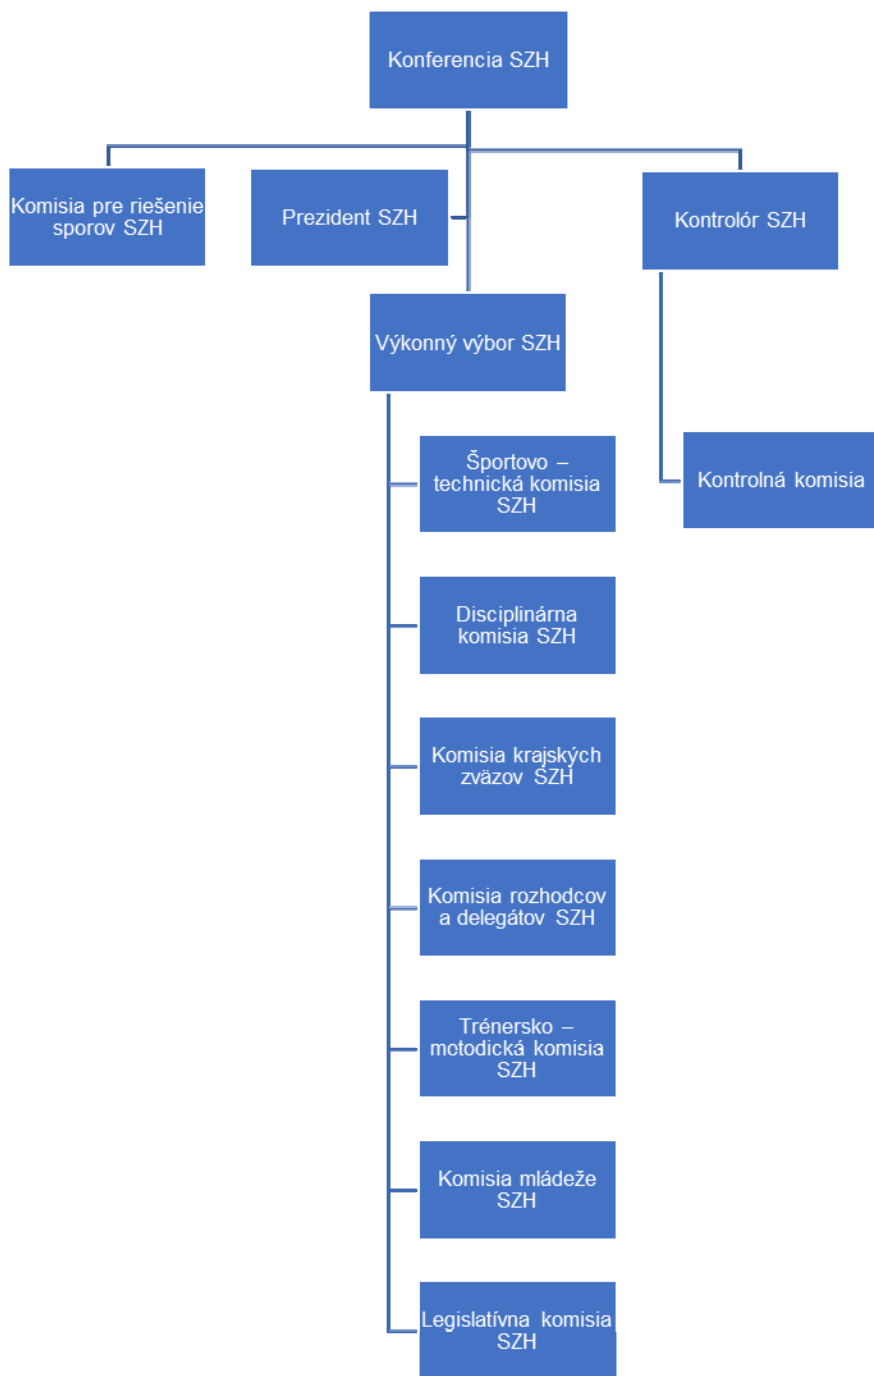 Konferencia SZH
Komisia pre riešenie
sporov SZH
Prezident SZH
Kontrolór SZH
Výkonný výbor SZH
Športovo –
technická komisia
SZH
Kontrolná komisia
Disciplinárna
komisia SZH
Komisia krajských
zväzov SZH
Komisia rozhodcov
a delegátov SZH
Trénersko –
metodická komisia
SZH
Komisia mládeže
SZH
Legislatívna komisia
SZH